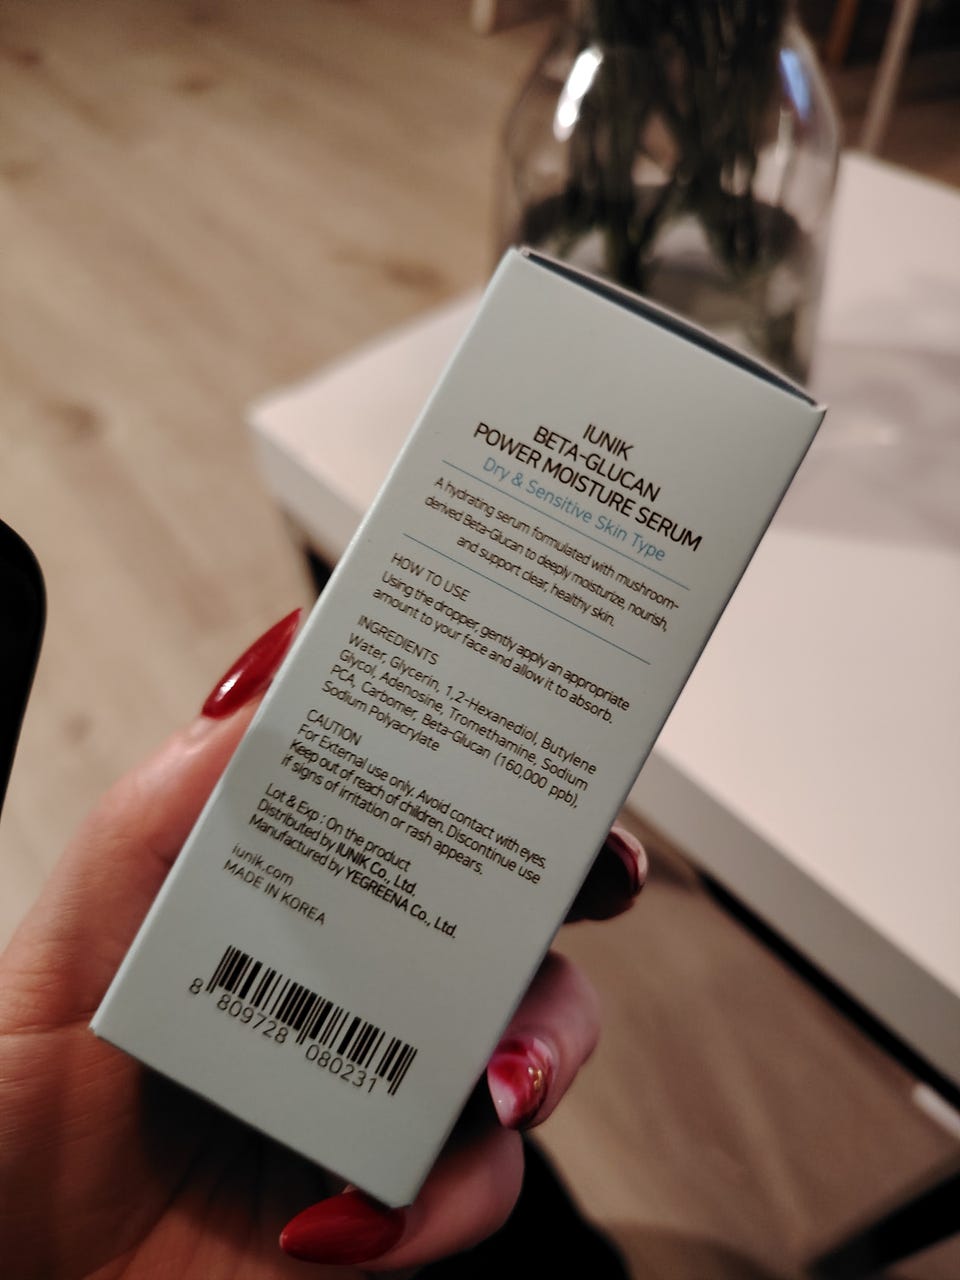 IUNIK
BETA-GLUCAN
POWER MOISTURE SERUM
Dry & Sensitive Skin Type
A hydrating serum formulated with mushroom-
derived Beta-Glucan to deeply moisturize, nourish,
and support clear, healthy skin.
HOW TO USE
Using the dropper, gently apply an appropriate
amount to your face and allow it to absorb.
INGREDIENTS
Water, Glycerin, 1,2-Hexanediol, Butylene
Glycol, Adenosine, Tromethamine, Sodium
PCA, Carbomer, Beta-Glucan (160,000 ppb),
Sodium Polyacrylate
CAUTION
For External use only. Avoid contact with eyes.
Keep out of reach of children. Discontinue use
if signs of irritation or rash appears.
Lot & Exp : On the product
Distributed by IUNIK Co., Ltd.
Manufactured by YEGREENA Co., Ltd.
iunik.com
MADE IN KOREA
8 809728 080231